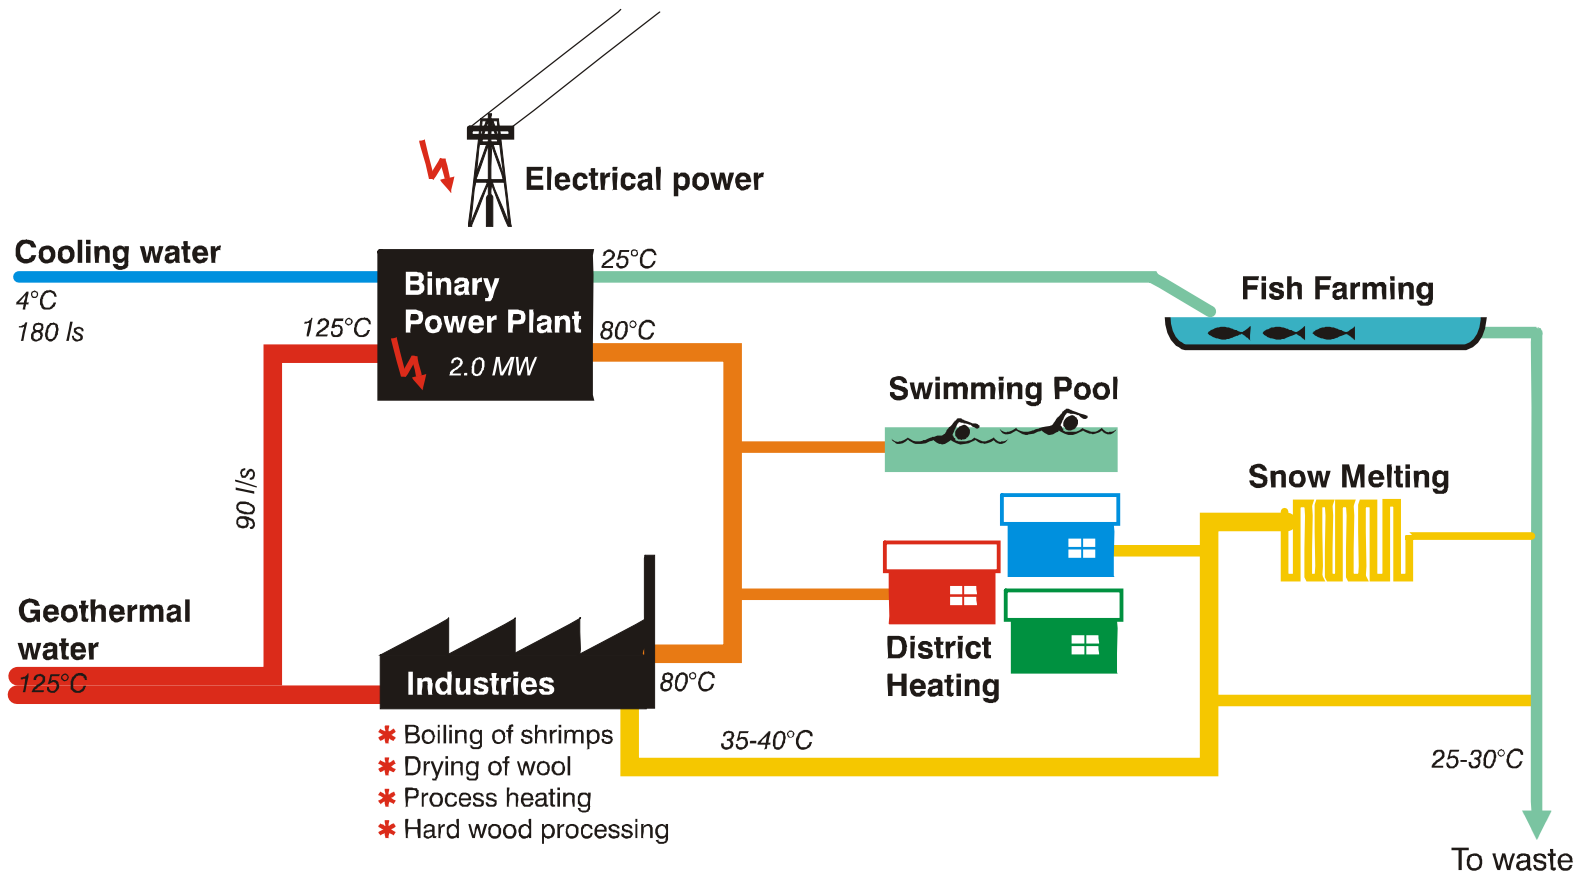 Electrical power
Cooling water
4°C
180 ls
125°C
Binary
Power Plant
2.0 MW
25°C
80°C
Fish Farming
Swimming Pool
Snow Melting
90 l/s
Geothermal
water
125°C
Industries
80°C
District
Heating
Boiling of shrimps
Drying of wool
Process heating
Hard wood processing
35-40°C
25-30°C
To waste